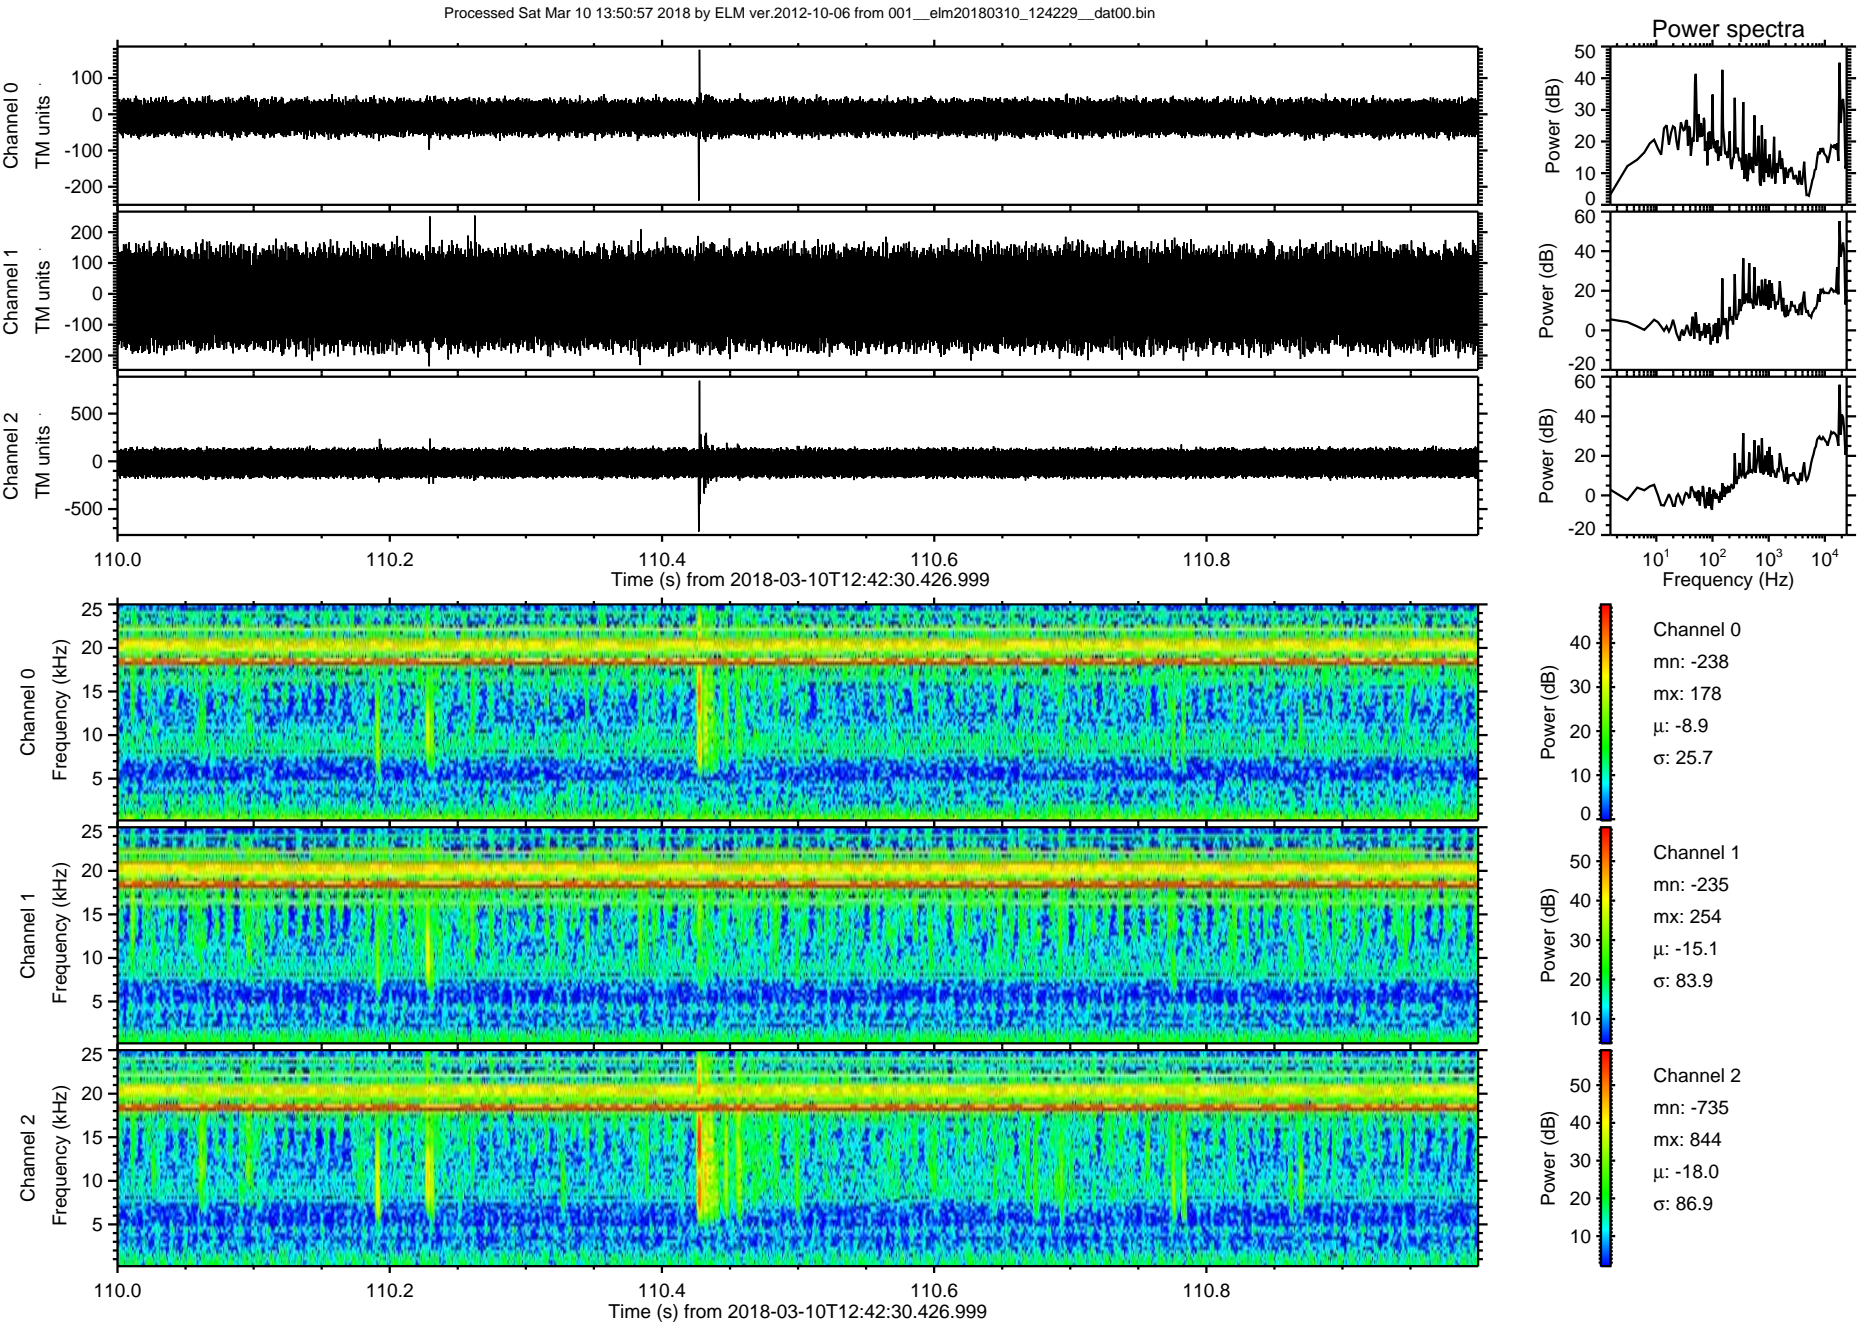 Processed Sat Mar 10 13:50:57 2018 by ELM ver.2012-10-06 from 001__elm20180310_124229__dat00.bin
Power spectra
Channel 0
TM units
100
0
-100
-200
Power (dB)
50
40
30
20
10
0
Channel 1
TM units
200
100
0
-100
-200
Power (dB)
60
40
20
0
-20
Channel 2
TM units
500
0
-500
Power (dB)
60
40
20
0
-20
110.0 110.2 110.4 110.6 110.8
Time (s) from 2018-03-10T12:42:30.426.999
10^1 10^2 10^3 10^4
Frequency (Hz)
Channel 0
Frequency (kHz)
25
20
15
10
5
Power (dB)
40
30
20
10
0
Channel 0
mn: -238
mx: 178
μ: -8.9
σ: 25.7
Channel 1
Frequency (kHz)
25
20
15
10
5
Power (dB)
50
40
30
20
10
Channel 1
mn: -235
mx: 254
μ: -15.1
σ: 83.9
Channel 2
Frequency (kHz)
25
20
15
10
5
Power (dB)
50
40
30
20
10
Channel 2
mn: -735
mx: 844
μ: -18.0
σ: 86.9
110.0 110.2 110.4 110.6 110.8
Time (s) from 2018-03-10T12:42:30.426.999